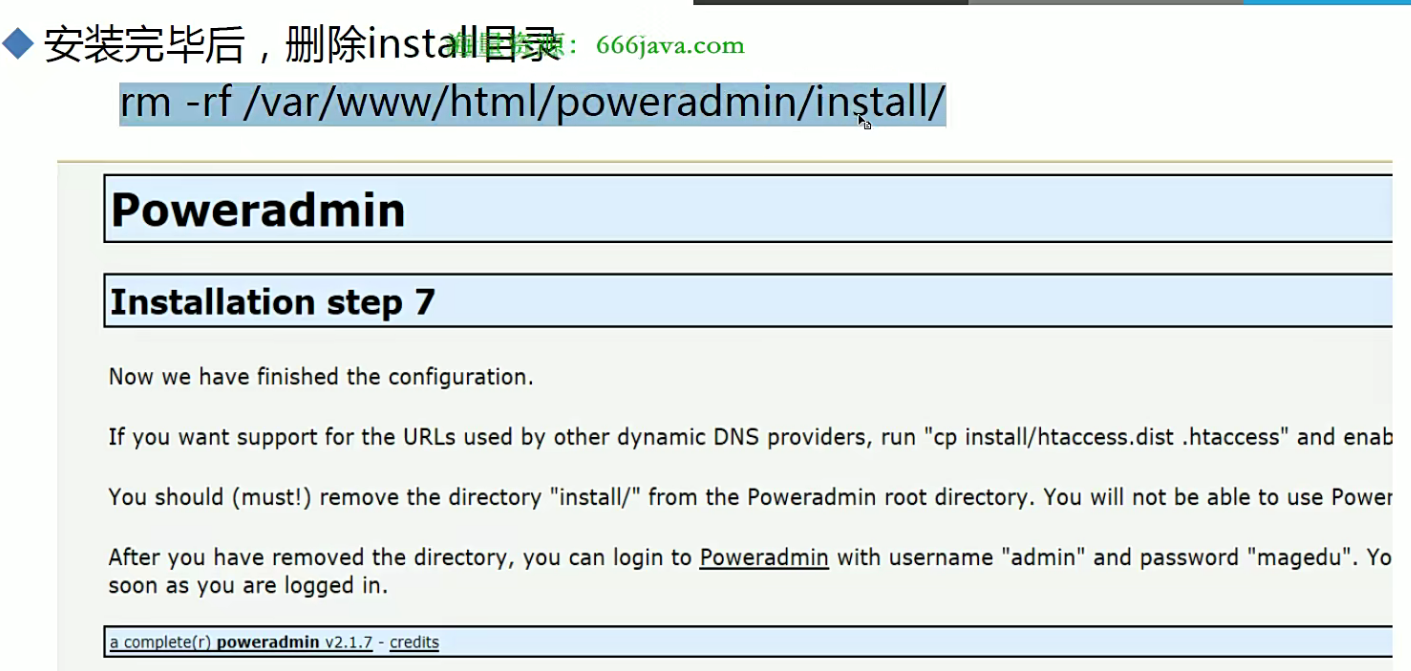 安装完毕后，删除install目录
海量资源：666java.com
rm -rf /var/www/html/poweradmin/install/
Poweradmin
Installation step 7
Now we have finished the configuration.
If you want support for the URLs used by other dynamic DNS providers, run "cp install/htaccess.dist .htaccess" and enab
You should (must!) remove the directory "install/" from the Poweradmin root directory. You will not be able to use Power
After you have removed the directory, you can login to Poweradmin with username "admin" and password "magedu". Yo
soon as you are logged in.
a complete(r) poweradmin v2.1.7 - credits